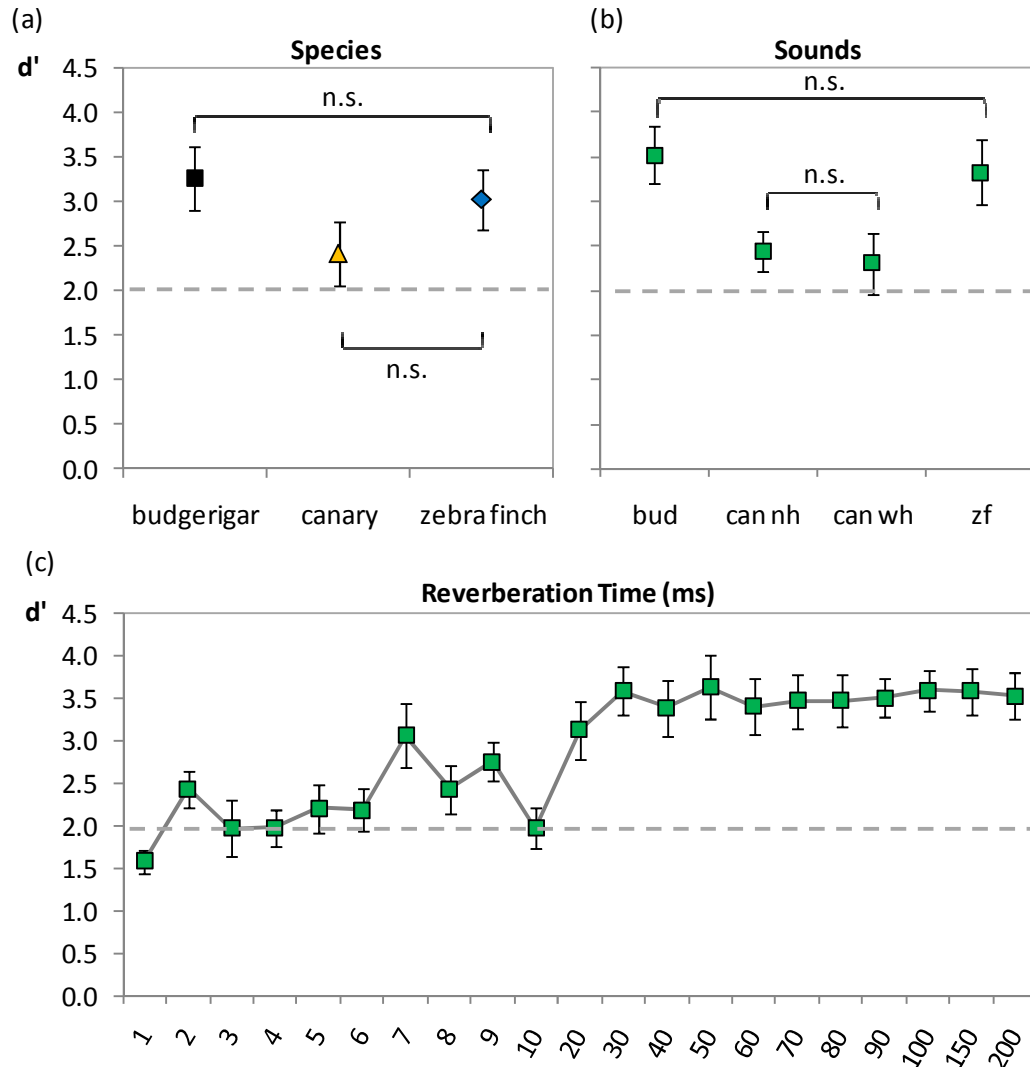 (a)
Species
d'
4.5
4.0
3.5
3.0
2.5
2.0
1.5
1.0
0.5
0.0
n.s.
n.s.
budgerigar canary zebra finch
(b)
Sounds
n.s.
n.s.
bud can nh can wh zf
(c)
Reverberation Time (ms)
d'
4.5
4.0
3.5
3.0
2.5
2.0
1.5
1.0
0.5
0.0
1 2 3 4 5 6 7 8 9 10 20 30 40 50 60 70 80 90 100 150 200